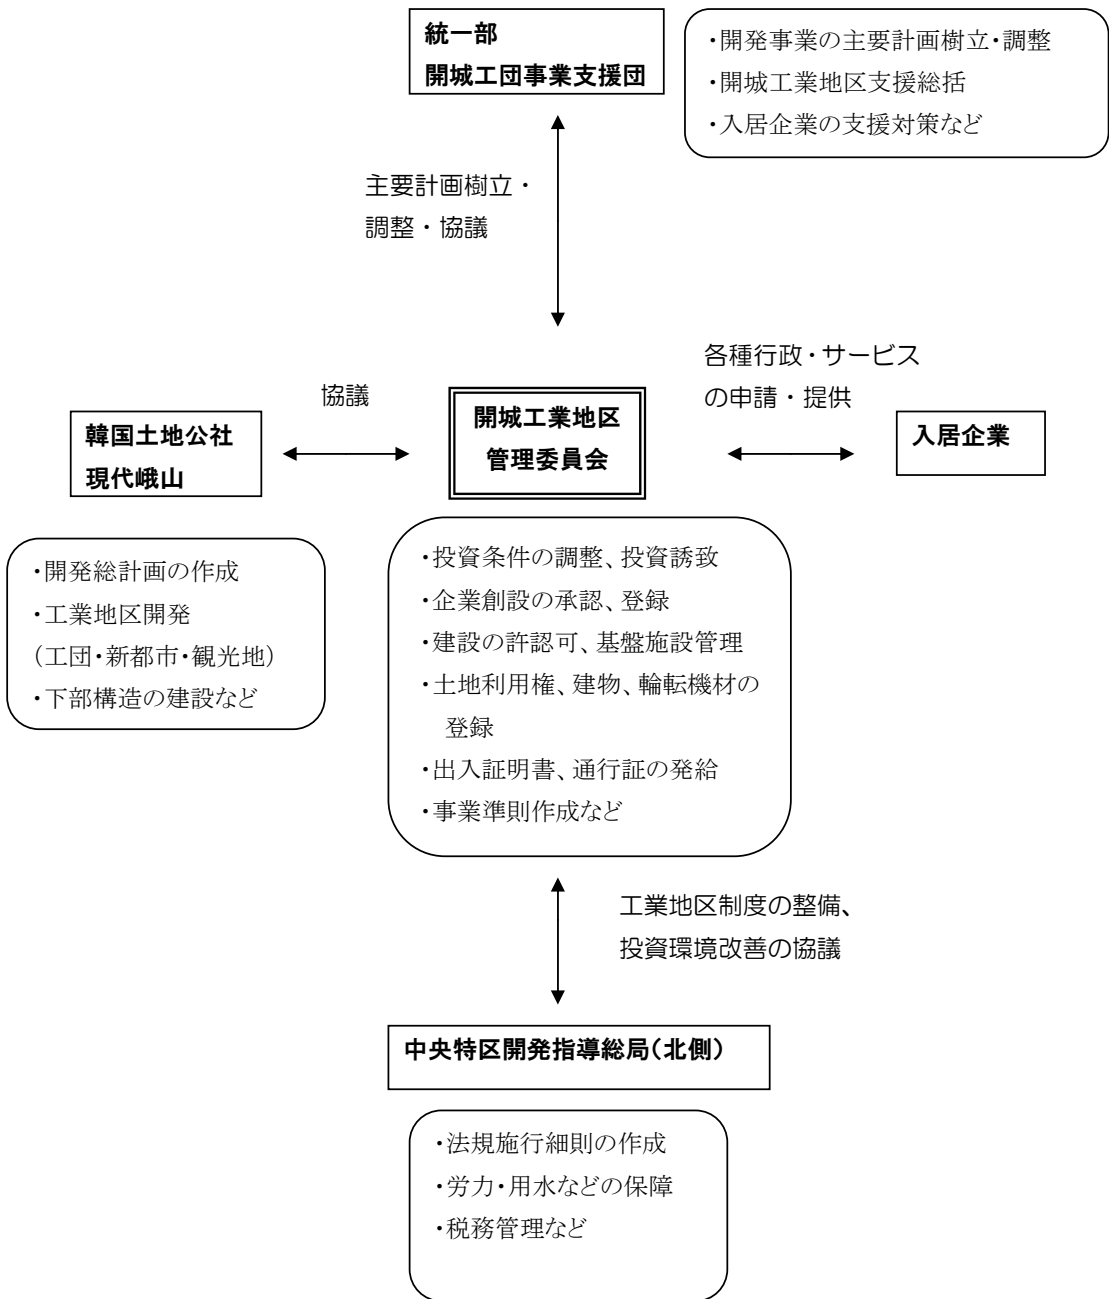 統一部
開城工団事業支援団
・開発事業の主要計画樹立・調整
・開城工業地区支援総括
・入居企業の支援対策など
主要計画樹立・
調整・協議
各種行政・サービス
の申請・提供
協議
韓国土地公社
現代峨山
開城工業地区
管理委員会
入居企業
・開発総計画の作成
・工業地区開発
(工団・新都市・観光地)
・下部構造の建設など
・投資条件の調整、投資誘致
・企業創設の承認、登録
・建設の許認可、基盤施設管理
・土地利用権、建物、輪転機材の
登録
・出入証明書、通行証の発給
・事業準則作成など
工業地区制度の整備、
投資環境改善の協議
中央特区開発指導総局(北側)
・法規施行細則の作成
・労力・用水などの保障
・税務管理など